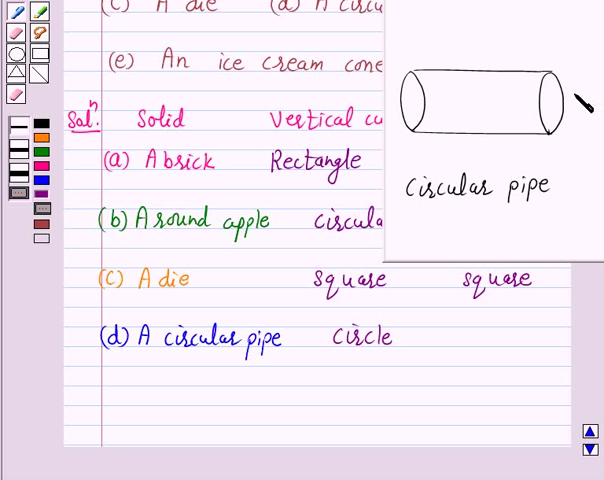 (c) A die (d) A circu
(e) An ice cream cone
Solⁿ. Solid Vertical cu
(a) A brick Rectangle
circular pipe
(b) A round apple circula
(c) A die square square
(d) A circular pipe circle